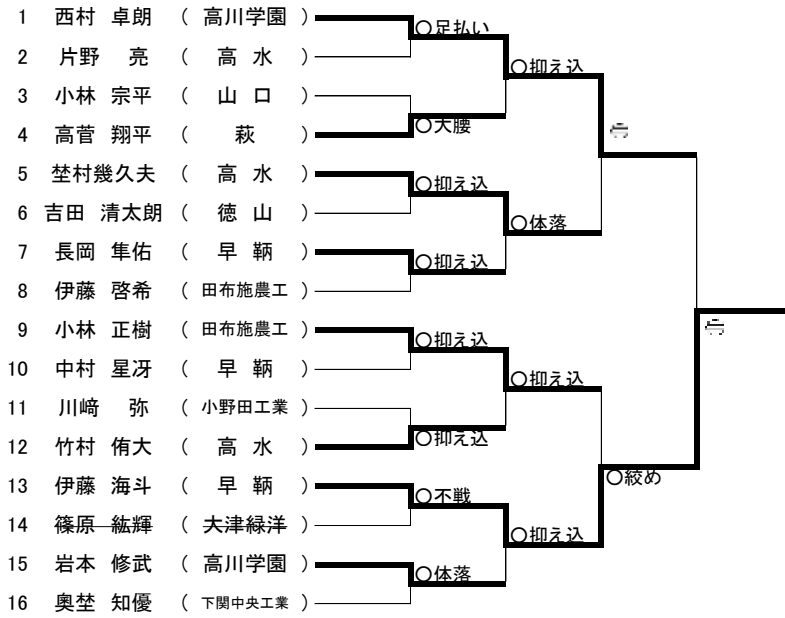 1 西村 卓朗 ( 高川学園 )
○足払い
2 片野 亮 ( 高 水 )
○抑え込
3 小林 宗平 ( 山 口 )
○大腰
4 高菅 翔平 ( 萩 )
5 埜村幾久夫 ( 高 水 )
○抑え込
6 吉田 清太朗 ( 徳 山 )
○体落
7 長岡 隼佑 ( 早 鞆 )
○抑え込
8 伊藤 啓希 ( 田布施農工 )
9 小林 正樹 ( 田布施農工 )
○抑え込
10 中村 星冴 ( 早 鞆 )
○抑え込
11 川﨑 弥 ( 小野田工業 )
○抑え込
12 竹村 侑大 ( 高 水 )
○絞め
13 伊藤 海斗 ( 早 鞆 )
○不戦
14 篠原 紘輝 ( 大津緑洋 )
○抑え込
15 岩本 修武 ( 高川学園 )
○体落
16 奥埜 知優 ( 下関中央工業 )